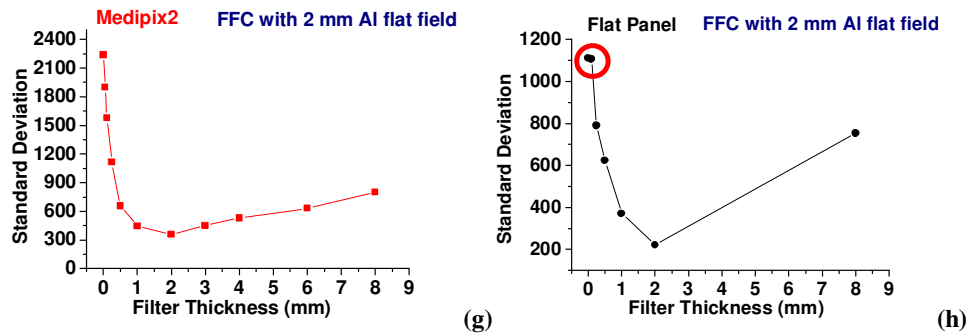 Medipix2 FFC with 2 mm Al flat field
2400
2100
1800
1500
1200
900
600
300
0
Standard Deviation
0 1 2 3 4 5 6 7 8 9
Filter Thickness (mm)
(g)
Flat Panel FFC with 2 mm Al flat field
1200
1000
800
600
400
200
Standard Deviation
0 1 2 3 4 5 6 7 8 9
Filter Thickness (mm)
(h)